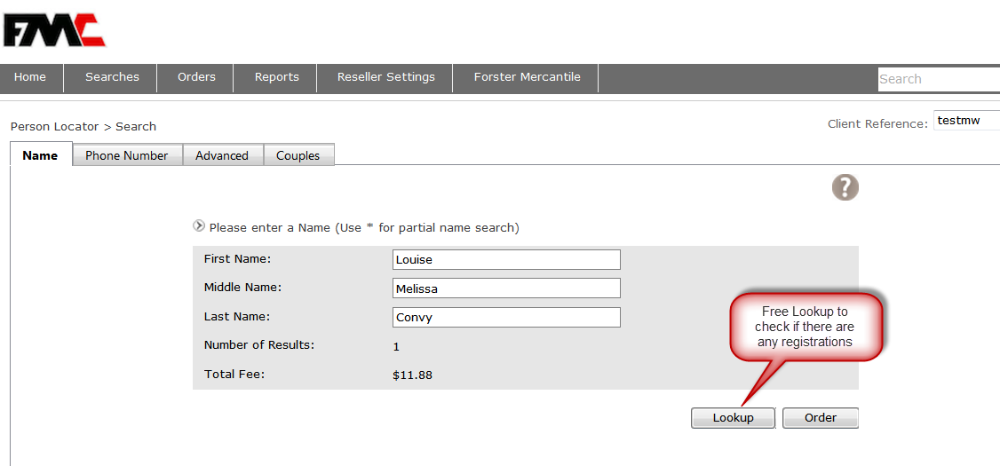 FMC
Home Searches Orders Reports Reseller Settings Forster Mercantile Search
Person Locator > Search
Client Reference: testmw
Name Phone Number Advanced Couples
?
Please enter a Name (Use * for partial name search)
First Name: Louise
Middle Name: Melissa
Last Name: Convy
Number of Results: 1
Total Fee: $11.88
Free Lookup to
check if there are
any registrations
Lookup Order